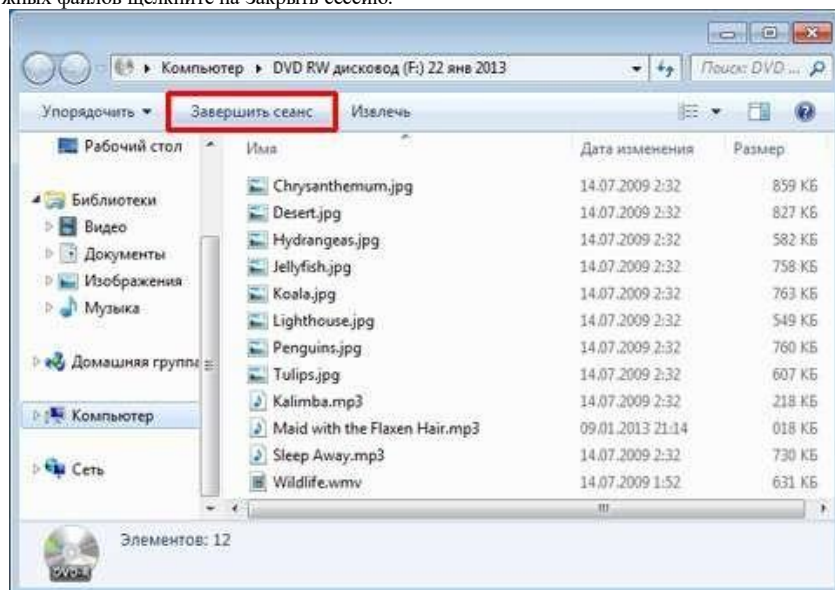 жных файлов щелкните на Закрыть сессию.
Компьютер ▸ DVD RW дисковод (F:) 22 янв 2013
Поиск: DVD ...
Упорядочить
Завершить сеанс
Извлечь
Рабочий стол
Библиотеки
Видео
Документы
Изображения
Музыка
Домашняя группа
Компьютер
Сеть
Имя Дата изменения Размер
Chrysanthemum.jpg 14.07.2009 2:32 859 КБ
Desert.jpg 14.07.2009 2:32 827 КБ
Hydrangeas.jpg 14.07.2009 2:32 582 КБ
Jellyfish.jpg 14.07.2009 2:32 758 КБ
Koala.jpg 14.07.2009 2:32 763 КБ
Lighthouse.jpg 14.07.2009 2:32 549 КБ
Penguins.jpg 14.07.2009 2:32 760 КБ
Tulips.jpg 14.07.2009 2:32 607 КБ
Kalimba.mp3 14.07.2009 2:32 218 КБ
Maid with the Flaxen Hair.mp3 09.01.2013 21:14 018 КБ
Sleep Away.mp3 14.07.2009 2:32 730 КБ
Wildlife.wmv 14.07.2009 1:52 631 КБ
Элементов: 12